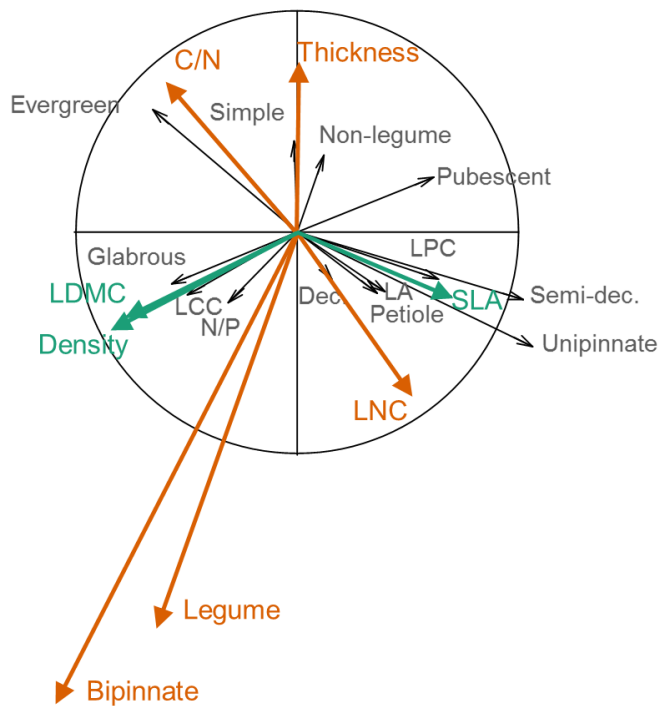 C/N
Thickness
Evergreen
Simple
Non-legume
Pubescent
Glabrous
LPC
LDMC
LCC
Dec.
LA
SLA
Semi-dec.
N/P
Petiole
Density
Unipinnate
LNC
Legume
Bipinnate